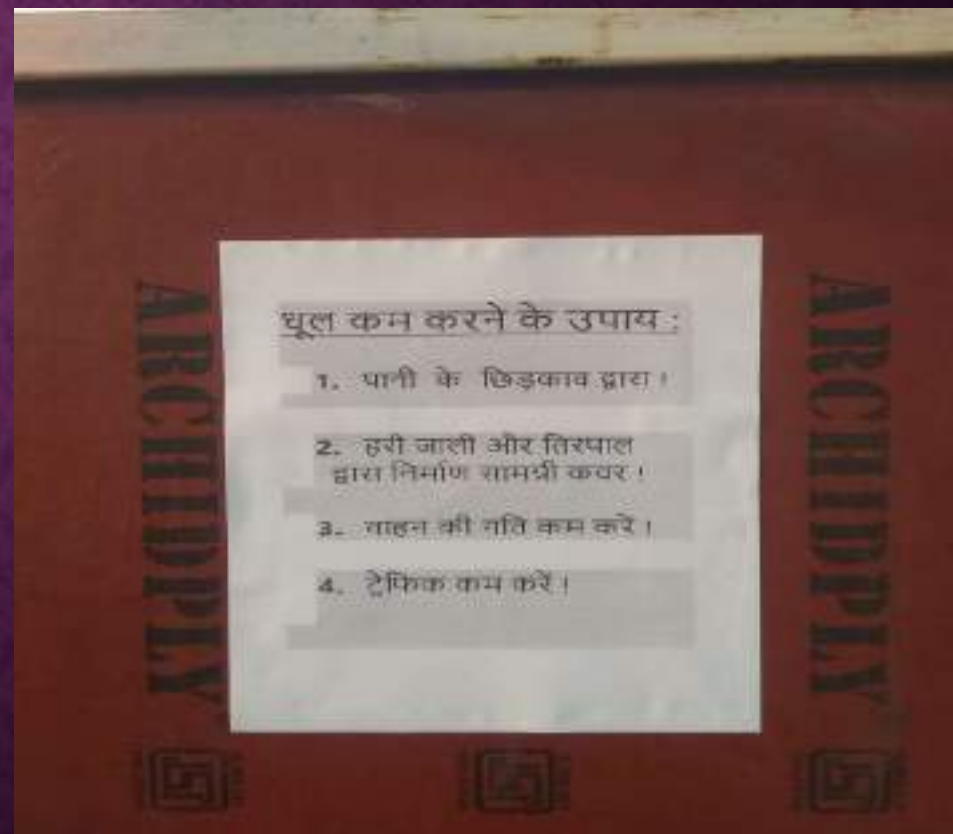 ARCHIDPLY
धूल कम करने के उपाय :
1. पानी के छिड़काव द्वारा ।
2. हरी जाली और तिरपाल
द्वारा निर्माण सामग्री कवर ।
3. वाहन की गति कम करें ।
4. ट्रेफिक कम करें ।
ARCHIDPLY